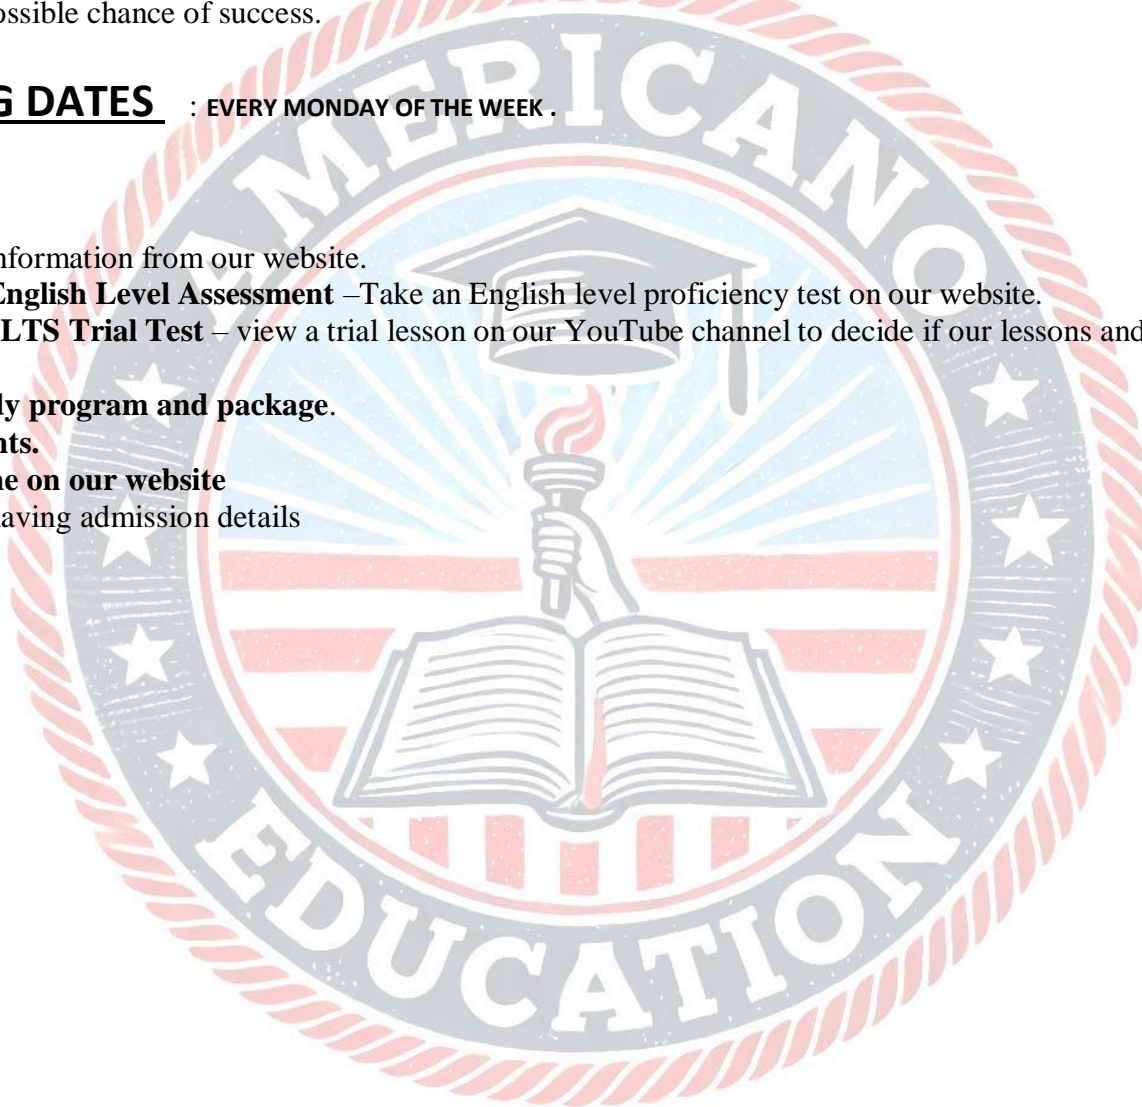 ossible chance of success.
G DATES : EVERY MONDAY OF THE WEEK .
nformation from our website.
English Level Assessment –Take an English level proficiency test on our website.
LTS Trial Test – view a trial lesson on our YouTube channel to decide if our lessons and
dy program and package.
nts.
ne on our website
aving admission details
AMERICANO
EDUCATION